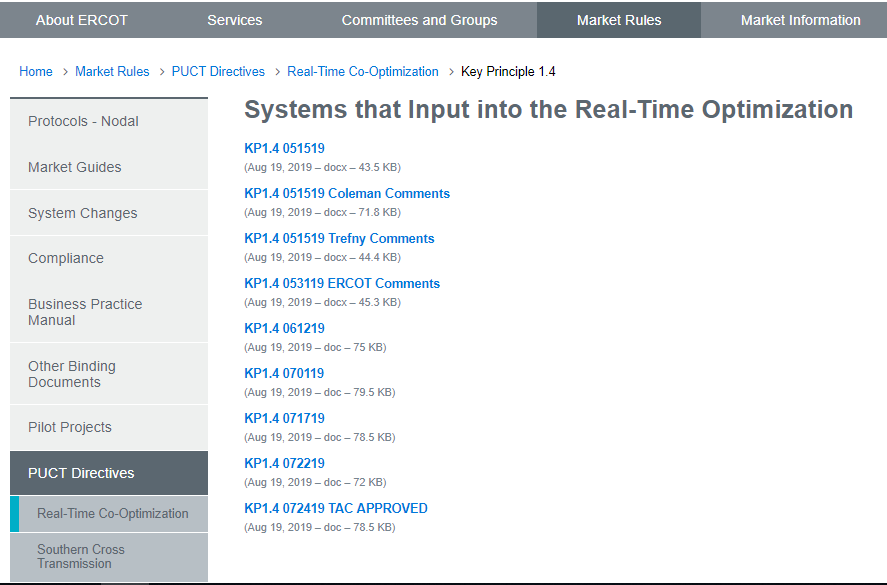 About ERCOT Services Committees and Groups Market Rules Market Information
Home > Market Rules > PUCT Directives > Real-Time Co-Optimization > Key Principle 1.4
Protocols - Nodal
Market Guides
System Changes
Compliance
Business Practice
Manual
Other Binding
Documents
Pilot Projects
PUCT Directives
Real-Time Co-Optimization
Southern Cross
Transmission
Systems that Input into the Real-Time Optimization
KP1.4 051519
(Aug 19, 2019 – docx – 43.5 KB)
KP1.4 051519 Coleman Comments
(Aug 19, 2019 – docx – 71.8 KB)
KP1.4 051519 Trefny Comments
(Aug 19, 2019 – docx – 44.4 KB)
KP1.4 053119 ERCOT Comments
(Aug 19, 2019 – docx – 45.3 KB)
KP1.4 061219
(Aug 19, 2019 – doc – 75 KB)
KP1.4 070119
(Aug 19, 2019 – doc – 79.5 KB)
KP1.4 071719
(Aug 19, 2019 – doc – 78.5 KB)
KP1.4 072219
(Aug 19, 2019 – doc – 72 KB)
KP1.4 072419 TAC APPROVED
(Aug 19, 2019 – doc – 78.5 KB)